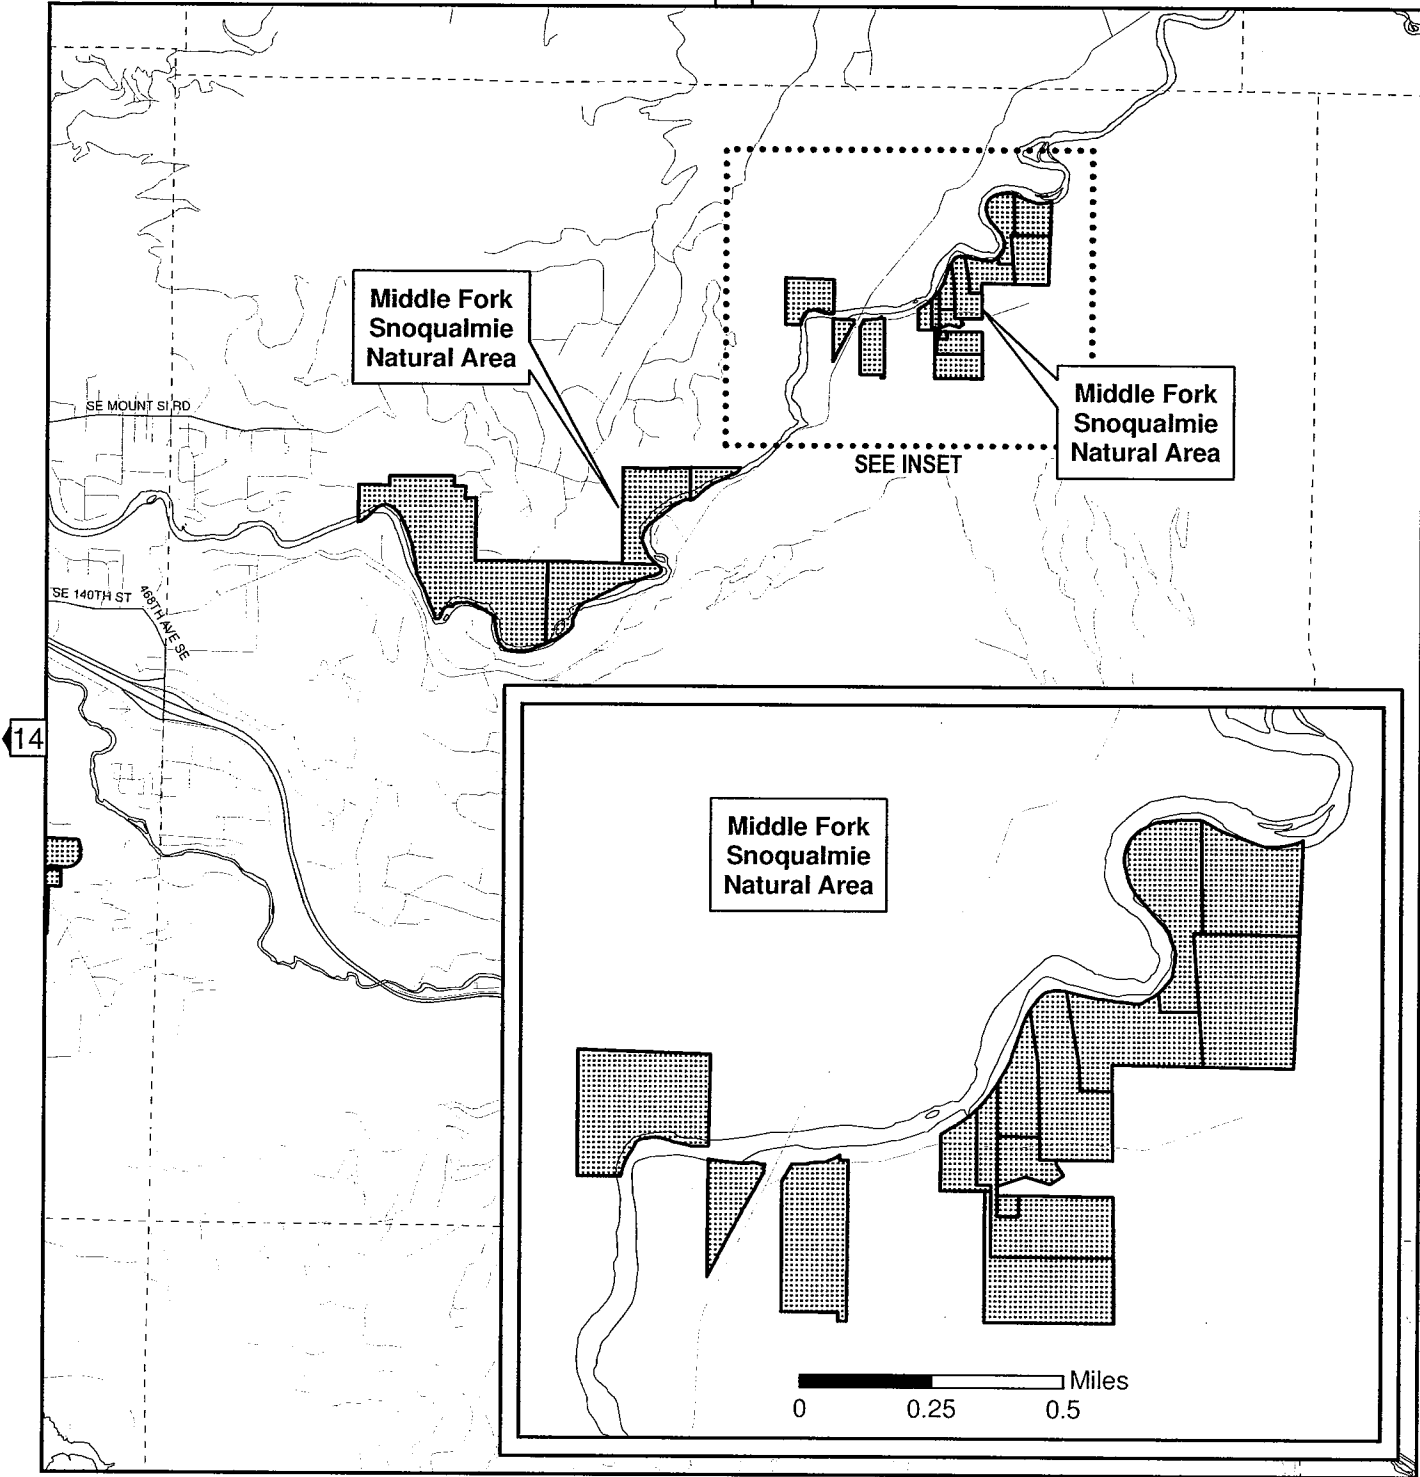 Middle Fork
Snoqualmie
Natural Area
Middle Fork
Snoqualmie
Natural Area
SE MOUNT SI RD
SEE INSET
SE 140TH ST
468TH AVE SE
14
Middle Fork
Snoqualmie
Natural Area
Miles
0 0.25 0.5